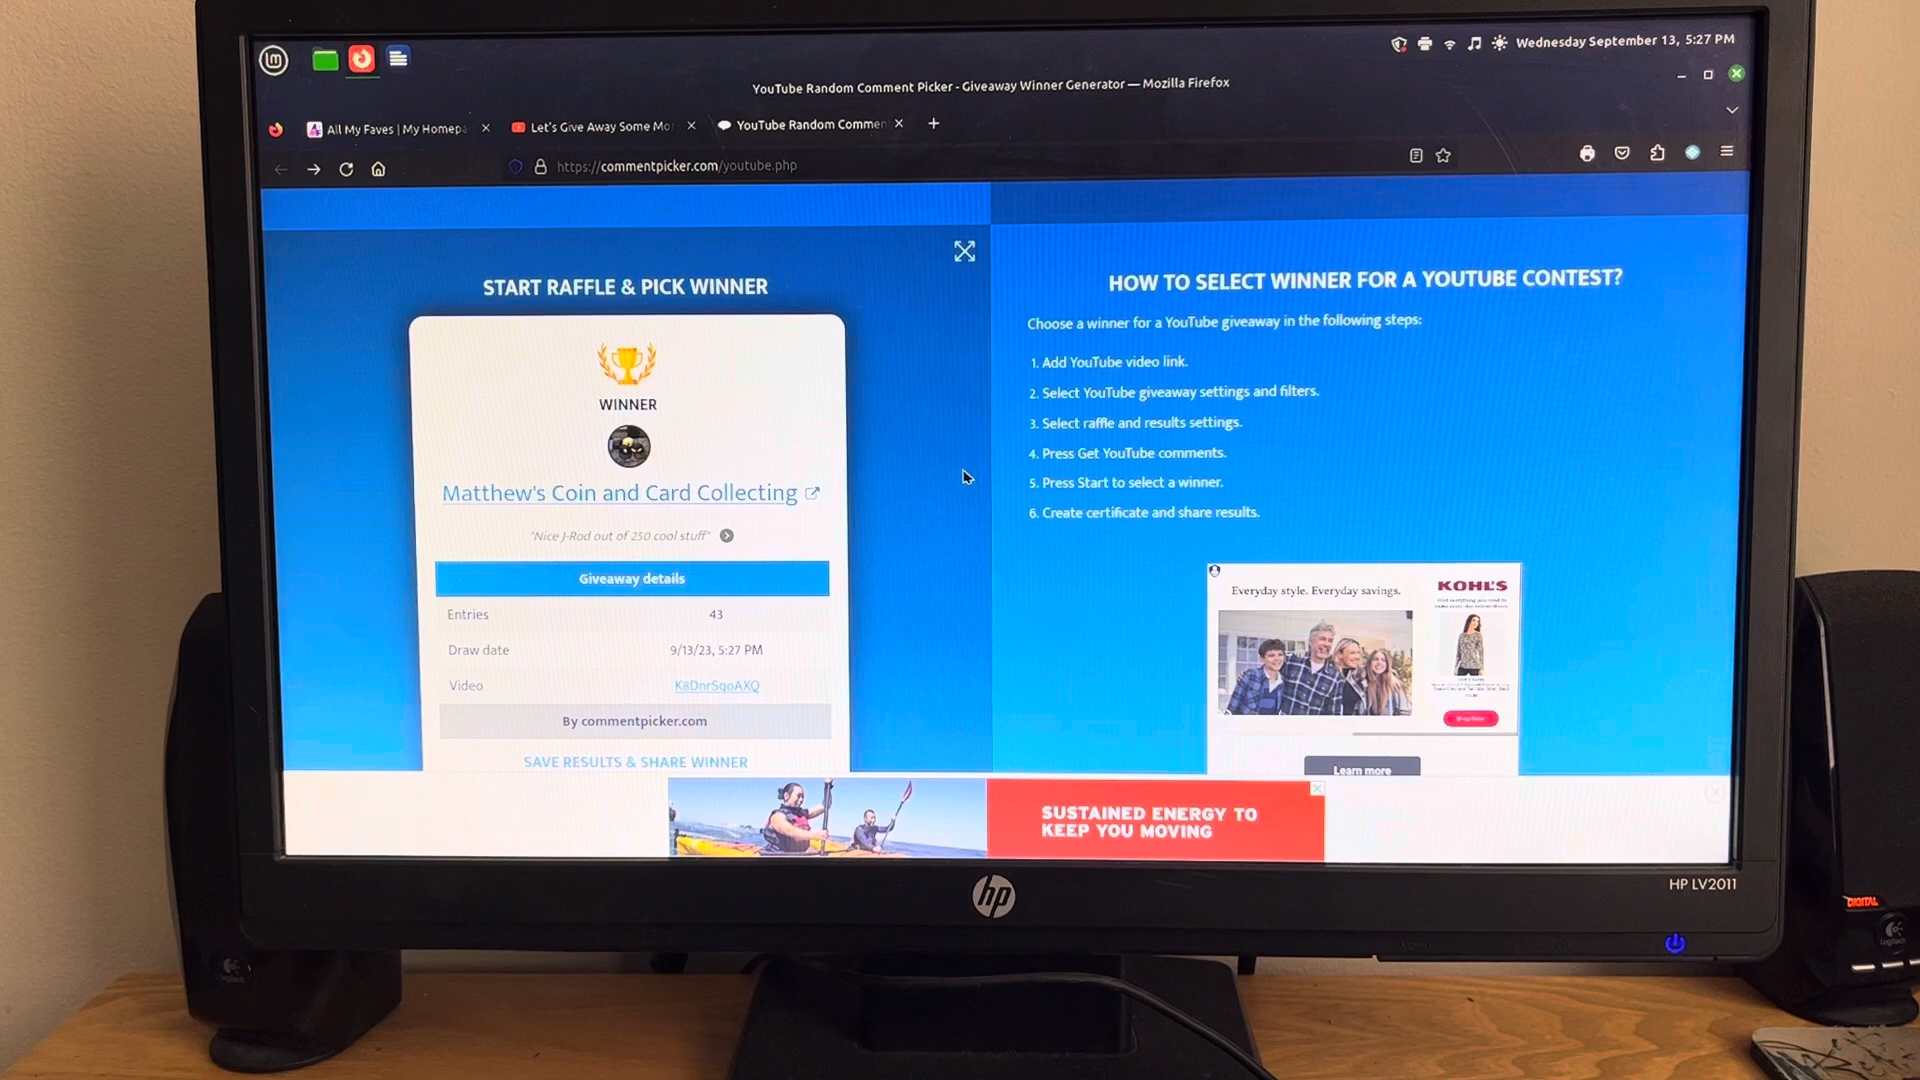 Wednesday September 13, 5:27 PM
YouTube Random Comment Picker - Giveaway Winner Generator — Mozilla Firefox
All My Faves | My Homepa
Let's Give Away Some Mo
YouTube Random Commen
https://commentpicker.com/youtube.php
START RAFFLE & PICK WINNER
WINNER
Matthew's Coin and Card Collecting
"Nice J-Rod out of 250 cool stuff"
Giveaway details
Entries 43
Draw date 9/13/23, 5:27 PM
Video K8DnrSqoAXQ
By commentpicker.com
SAVE RESULTS & SHARE WINNER
HOW TO SELECT WINNER FOR A YOUTUBE CONTEST?
Choose a winner for a YouTube giveaway in the following steps:
1. Add YouTube video link.
2. Select YouTube giveaway settings and filters.
3. Select raffle and results settings.
4. Press Get YouTube comments.
5. Press Start to select a winner.
6. Create certificate and share results.
Everyday style. Everyday savings.
KOHL'S
Learn more
SUSTAINED ENERGY TO
KEEP YOU MOVING
hp
HP LV2011
DIGITAL
Logitech
Logitech